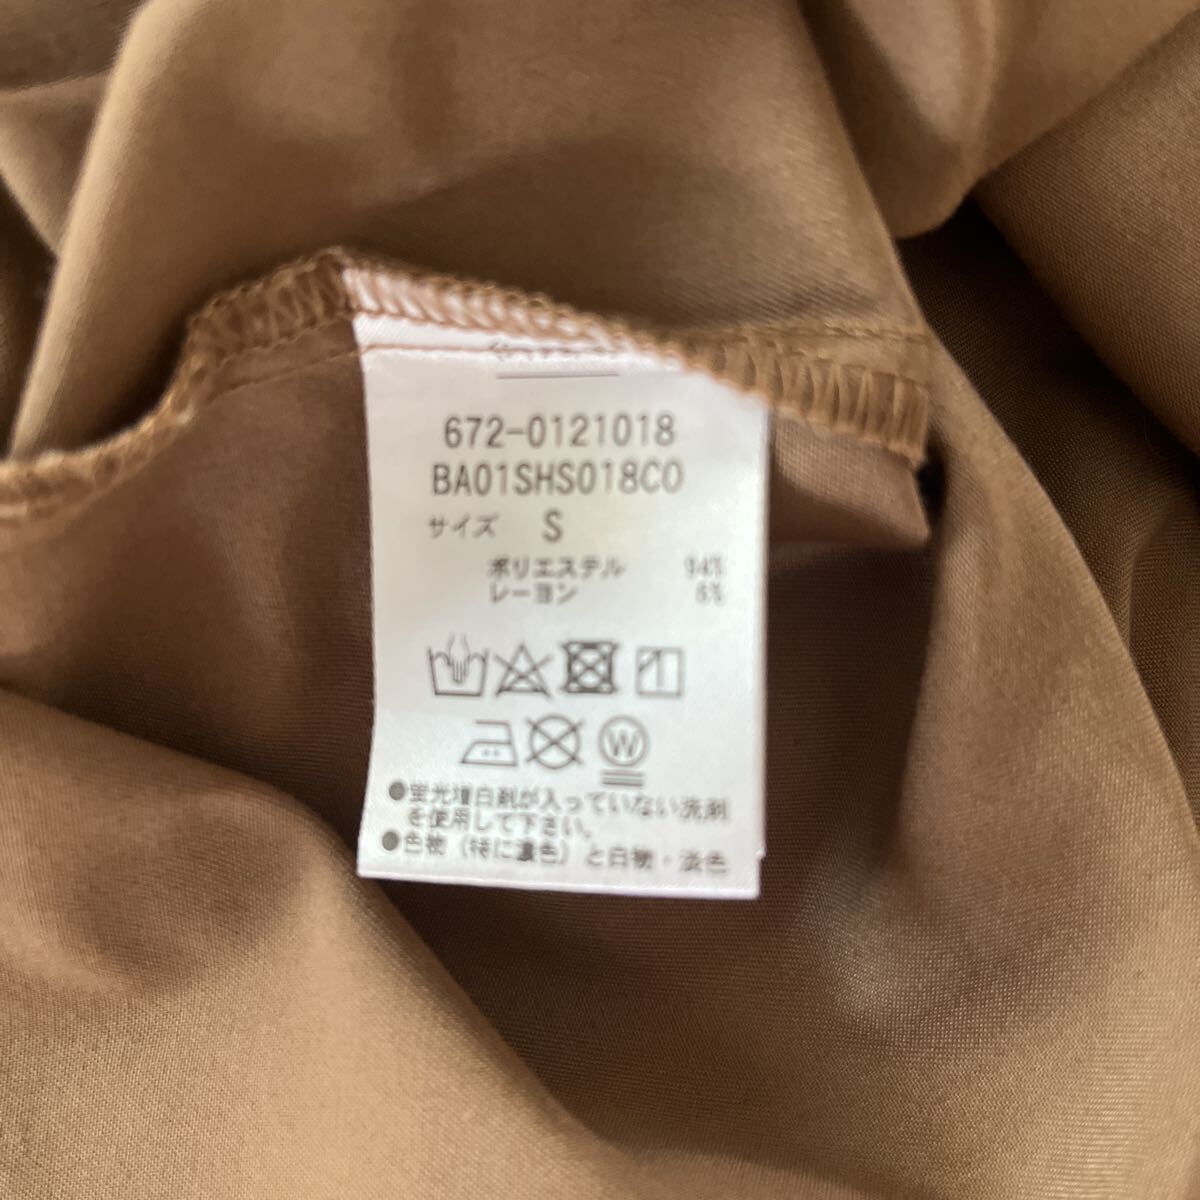 672-0121018
BA01SHS018CO
サイズ S
ポリエステル 94%
レーヨン 6%
W
●蛍光増白剤が入っていない洗剤
を使用して下さい。
●色物(特に濃色)と白物・淡色